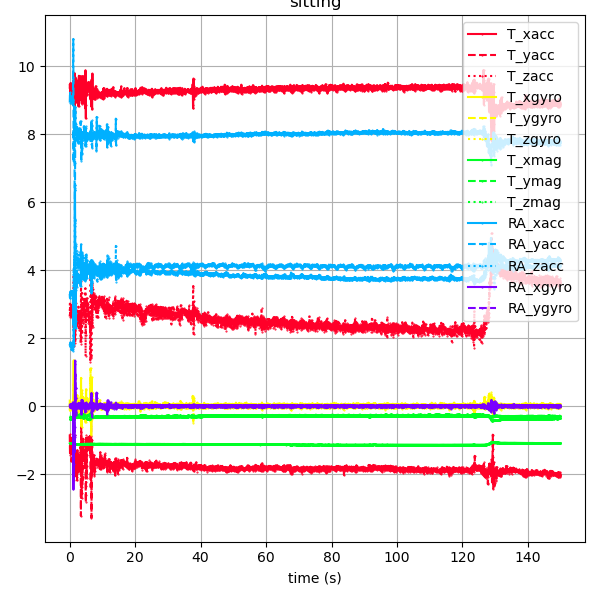 sitting
T_xacc
T_yacc
T_zacc
T_xgyro
T_ygyro
T_zgyro
T_xmag
T_ymag
T_zmag
RA_xacc
RA_yacc
RA_zacc
RA_xgyro
RA_ygyro
10
8
6
4
2
0
−2
0 20 40 60 80 100 120 140
time (s)